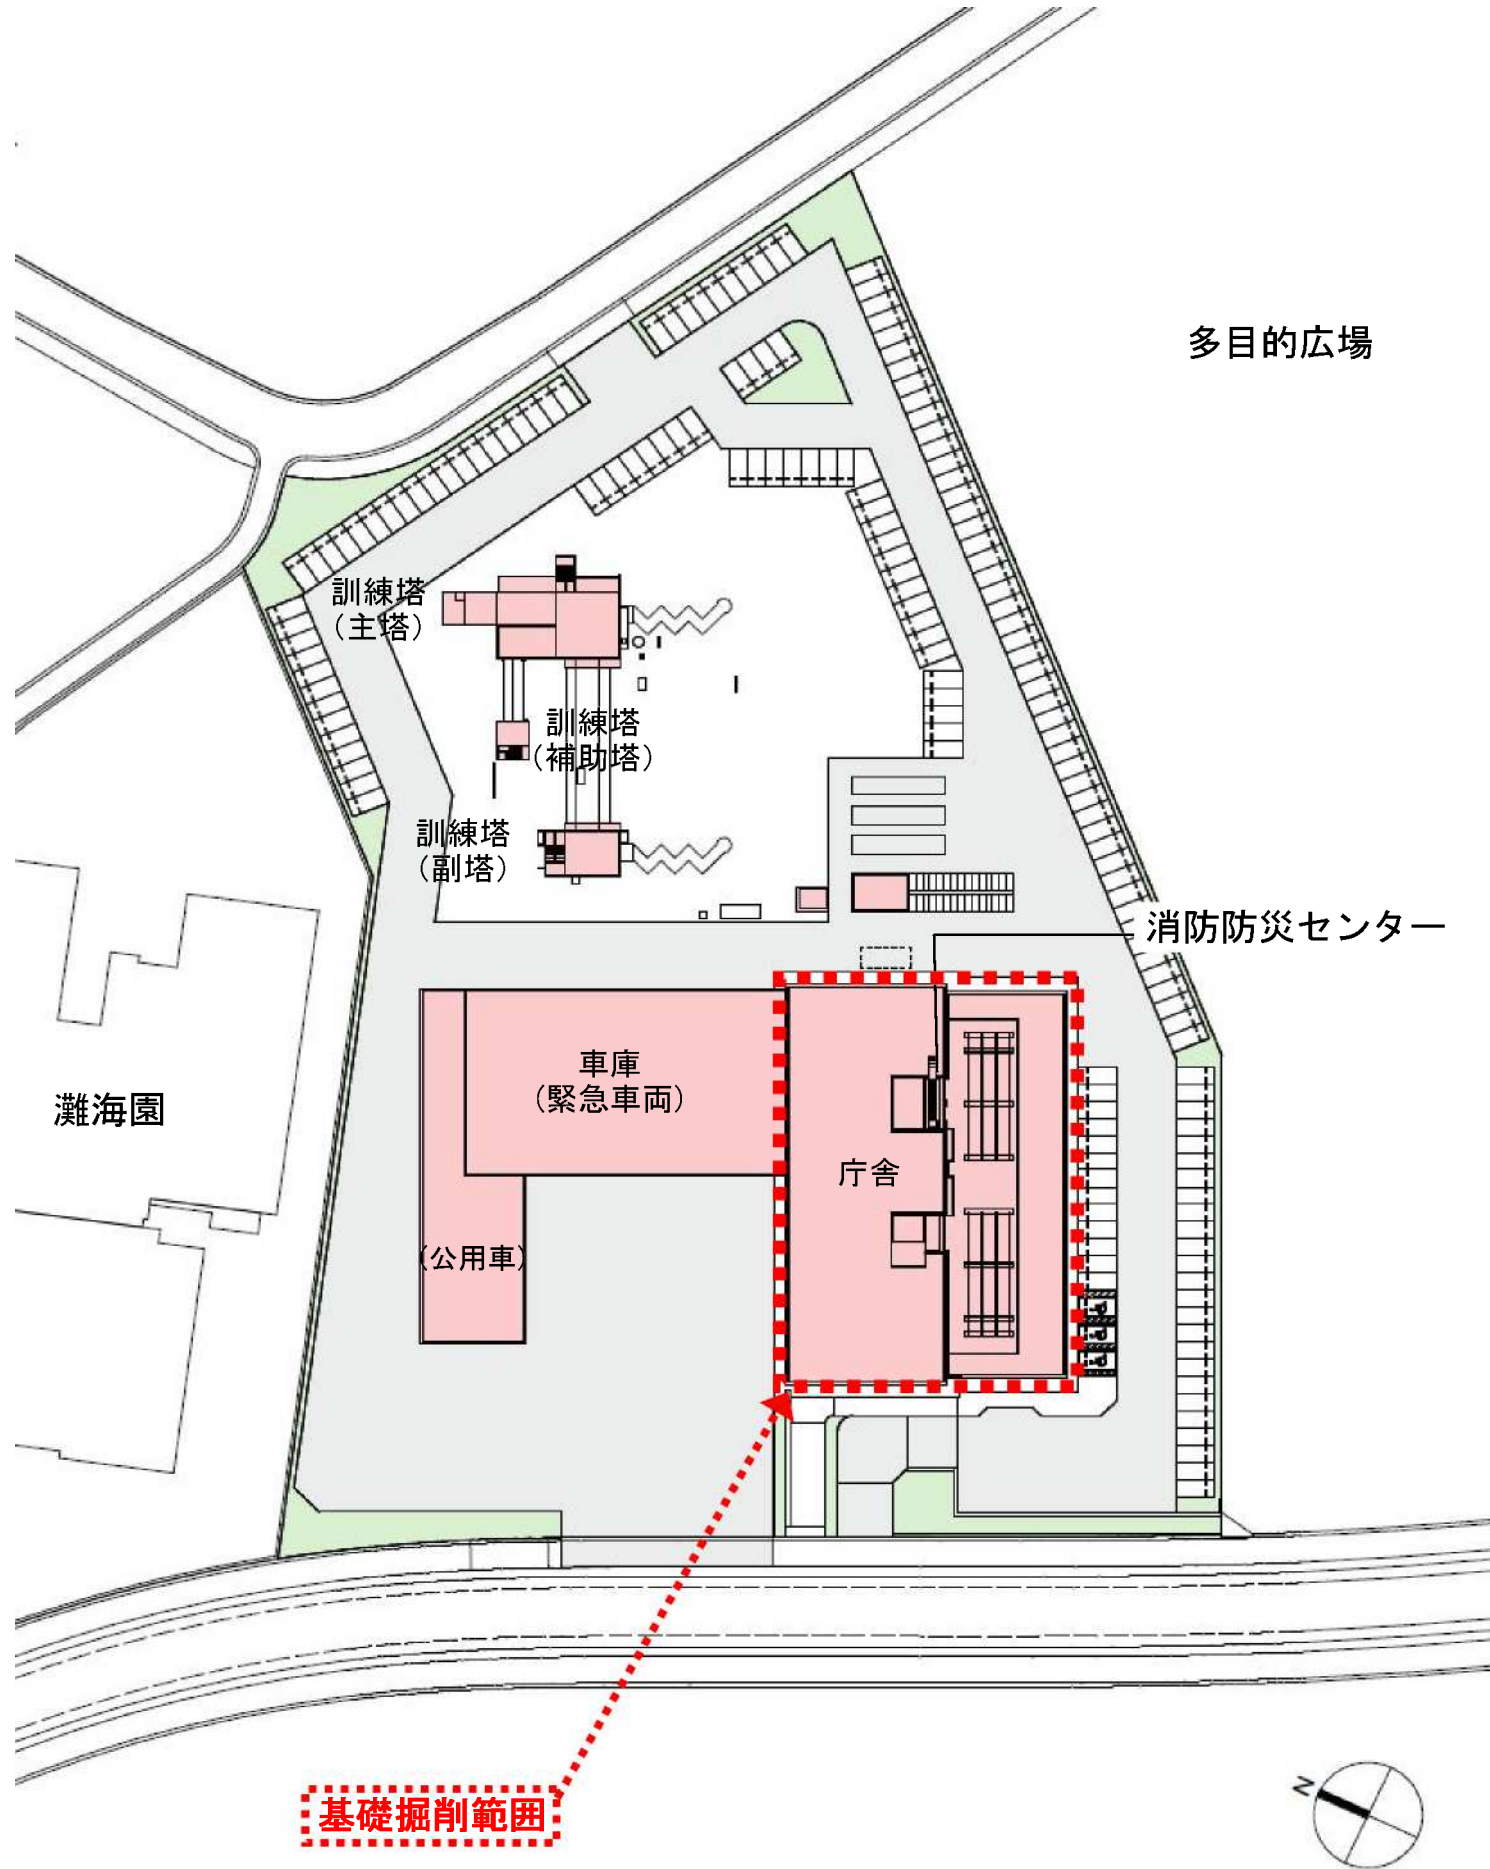 多目的広場
訓練塔
(主塔)
訓練塔
(補助塔)
訓練塔
(副塔)
消防防災センター
車庫
(緊急車両)
灘海園
庁舎
(公用車)
基礎掘削範囲
N